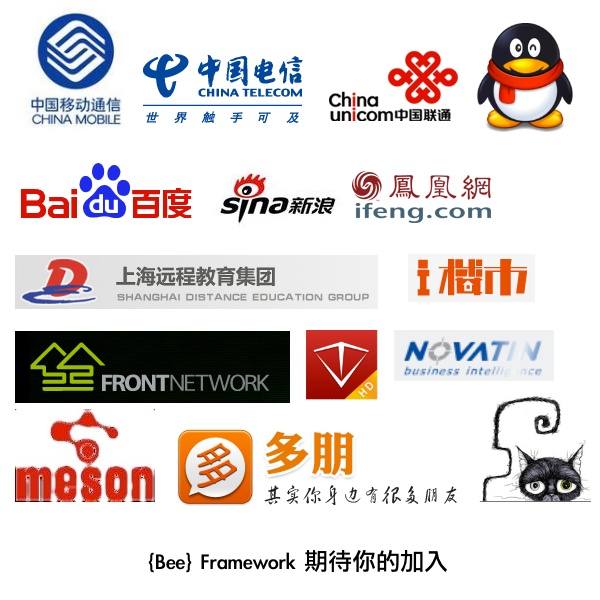 中国移动通信
CHINA MOBILE
中国电信
CHINA TELECOM
世界触手可及
China
unicom中国联通
Bai du 百度
sina新浪
鳳凰網
ifeng.com
D
上海远程教育集团
SHANGHAI DISTANCE EDUCATION GROUP
i楼市
FRONTNETWORK
HD
NOVATIN
business intelligence
meson
多
多朋
其实你身边有很多朋友
{Bee} Framework 期待你的加入